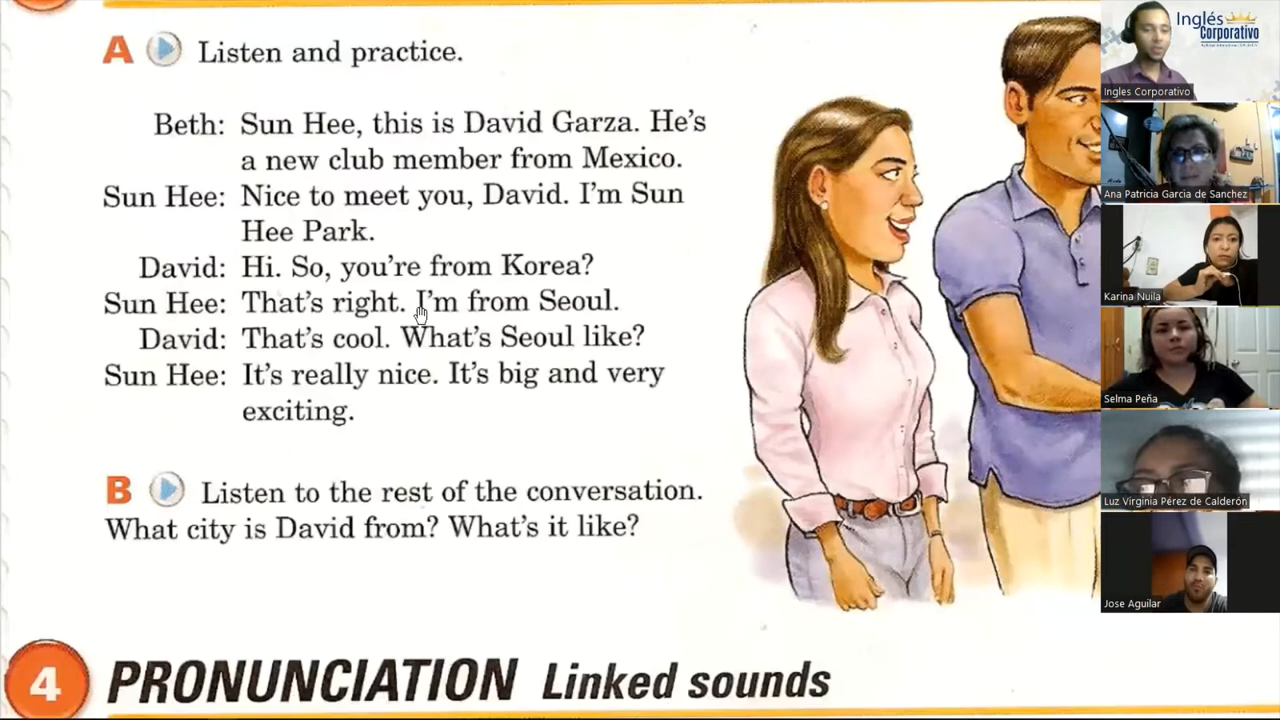 A Listen and practice.
Beth: Sun Hee, this is David Garza. He's
a new club member from Mexico.
Sun Hee: Nice to meet you, David. I'm Sun
Hee Park.
David: Hi. So, you're from Korea?
Sun Hee: That's right. I'm from Seoul.
David: That's cool. What's Seoul like?
Sun Hee: It's really nice. It's big and very
exciting.
B Listen to the rest of the conversation.
What city is David from? What's it like?
4 PRONUNCIATION Linked sounds
Inglés
Corporativo
Ingles Corporativo
Ana Patricia Garcia de Sanchez
Karina Nuila
Selma Peña
Luz Virginia Pérez de Calderón
Jose Aguilar